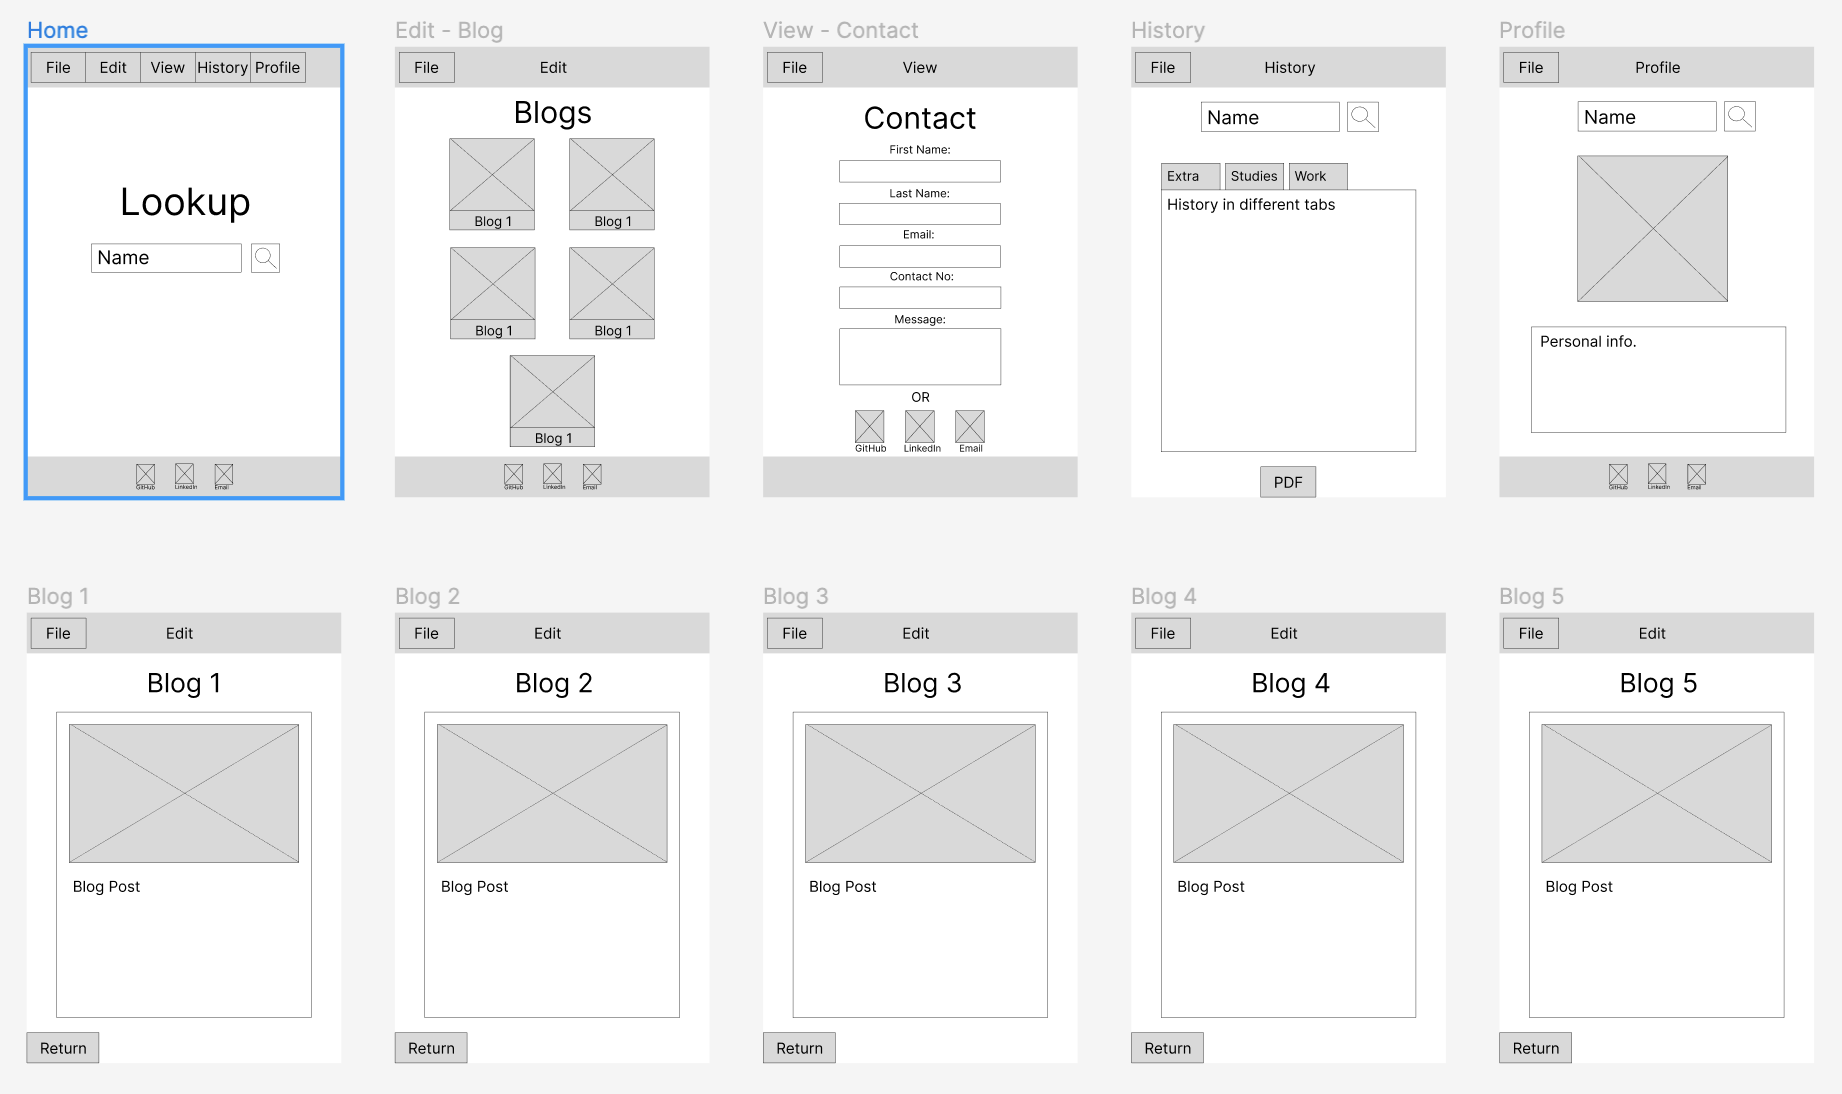 Home
File Edit View History Profile
Lookup
Name
GitHub LinkedIn Email
Edit - Blog
File Edit
Blogs
Blog 1 Blog 1
Blog 1 Blog 1
Blog 1
GitHub LinkedIn Email
View - Contact
File View
Contact
First Name:
Last Name:
Email:
Contact No:
Message:
OR
GitHub LinkedIn Email
History
File History
Name
Extra Studies Work
History in different tabs
PDF
Profile
File Profile
Name
Personal info.
GitHub LinkedIn Email
Blog 1
File Edit
Blog 1
Blog Post
Return
Blog 2
File Edit
Blog 2
Blog Post
Return
Blog 3
File Edit
Blog 3
Blog Post
Return
Blog 4
File Edit
Blog 4
Blog Post
Return
Blog 5
File Edit
Blog 5
Blog Post
Return